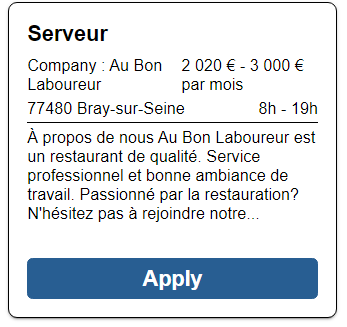 Serveur
Company : Au Bon Laboureur
2 020 € - 3 000 € par mois
77480 Bray-sur-Seine 8h - 19h
À propos de nous Au Bon Laboureur est
un restaurant de qualité. Service
professionnel et bonne ambiance de
travail. Passionné par la restauration?
N'hésitez pas à rejoindre notre...
Apply